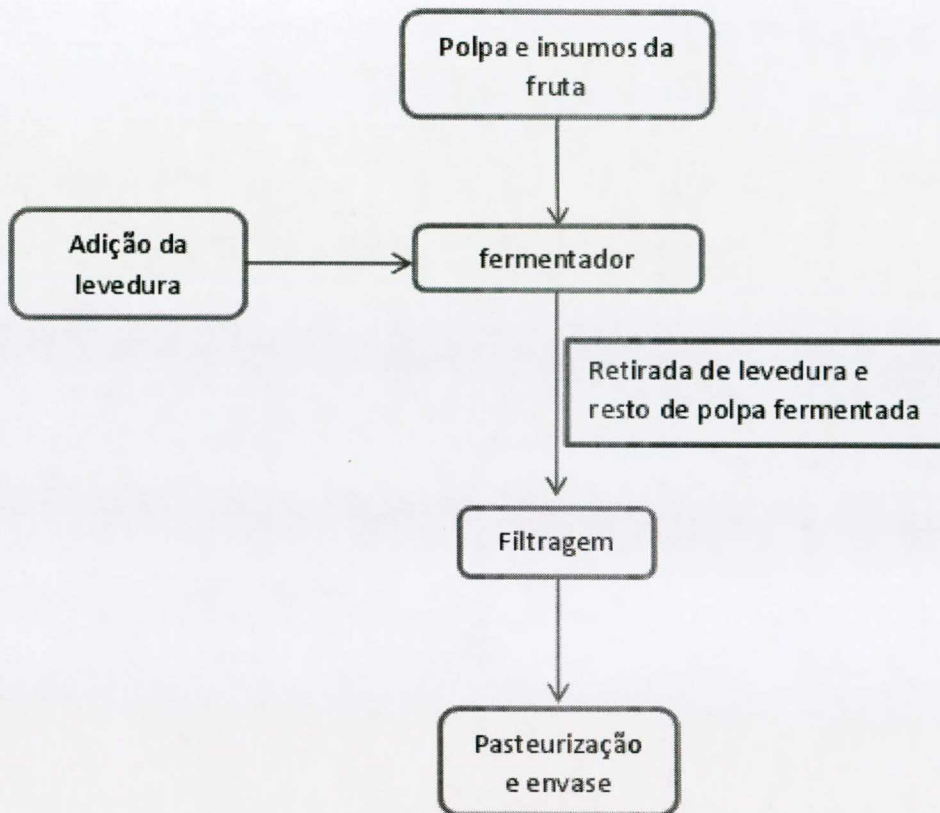 Polpa e insumos da
fruta
Adição da
levedura
fermentador
Retirada de levedura e
resto de polpa fermentada
Filtragem
Pasteurização
e envase